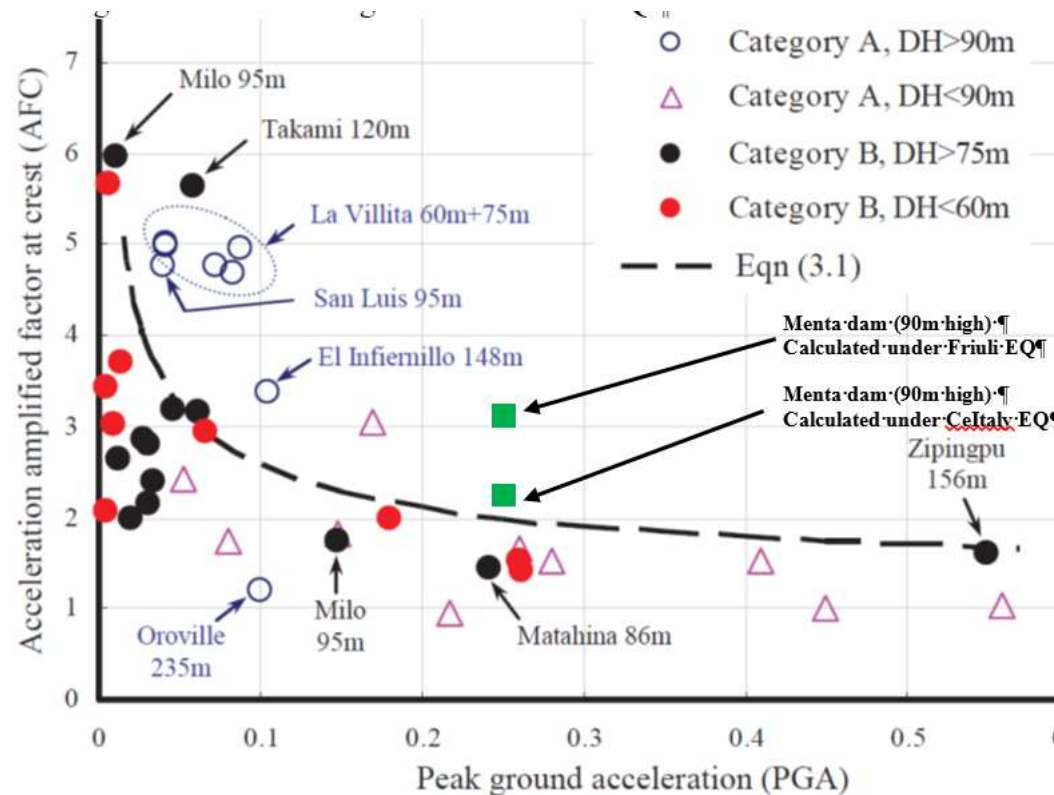 Acceleration amplified factor at crest (AFC)
7
6
5
4
3
2
1
0
Milo 95m
Takami 120m
La Villita 60m+75m
San Luis 95m
El Infiernillo 148m
Oroville
235m
Milo
95m
Matahina 86m
Category A, DH>90m
Category A, DH<90m
Category B, DH>75m
Category B, DH<60m
Eqn (3.1)
Menta·dam·(90m·high)·¶
Calculated·under·Friuli·EQ¶
Menta·dam·(90m·high)·¶
Calculated·under·CeItaly·EQ¶
Zipingpu
156m
0
0.1
0.2
0.3
0.4
0.5
Peak ground acceleration (PGA)